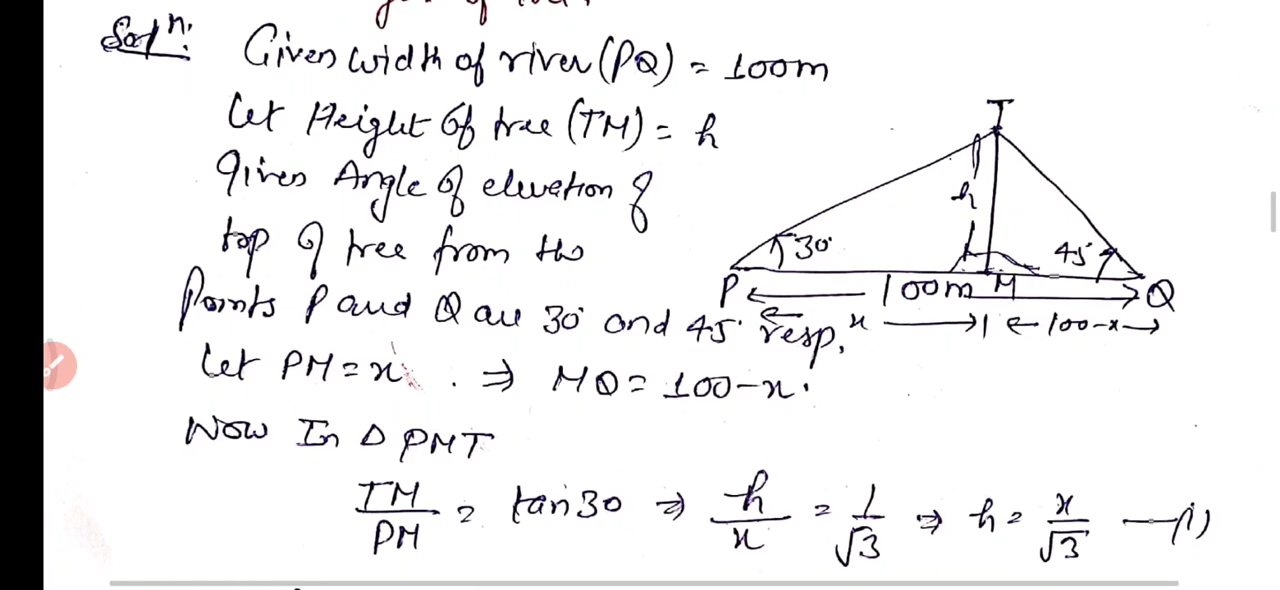 Solⁿ: Given width of river (PQ) = 100m
Let Height of tree (TM) = h
given Angle of elevation of
top of tree from the
Points P and Q are 30° and 45° resp.
Let PM = x . ⇒ MQ = 100-x.
Now In Δ PMT
TM/PM = tan30 ⇒ h/x = 1/√3 ⇒ h = x/√3 —(1)
T
h
30°
45°
P
100m
M
Q
x
100-x